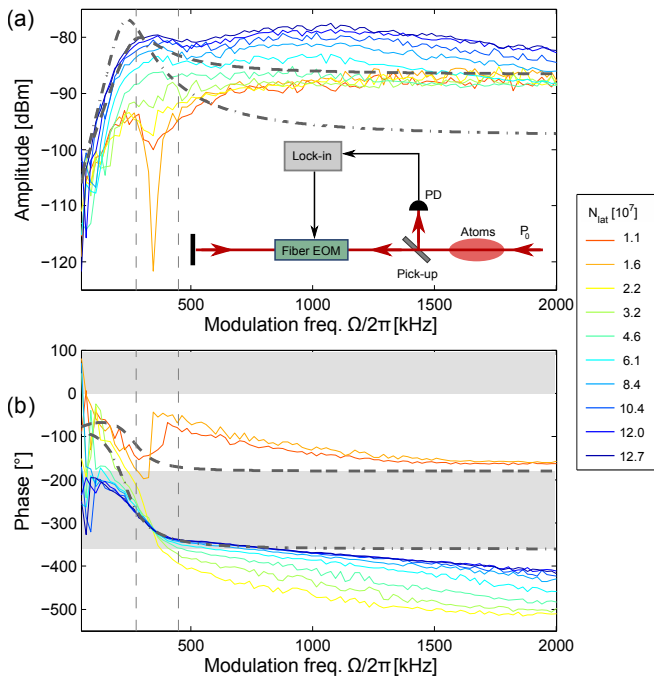 (a)
−80
−90
−100
−110
−120
Amplitude [dBm]
Lock-in
PD
Fiber EOM
Atoms
P0
Pick-up
500
1000
1500
2000
Modulation freq. Ω/2π [kHz]
N_lat [10^7]
1.1
1.6
2.2
3.2
4.6
6.1
8.4
10.4
12.0
12.7
(b)
100
0
−100
−200
−300
−400
−500
Phase [°]
500
1000
1500
2000
Modulation freq. Ω/2π [kHz]